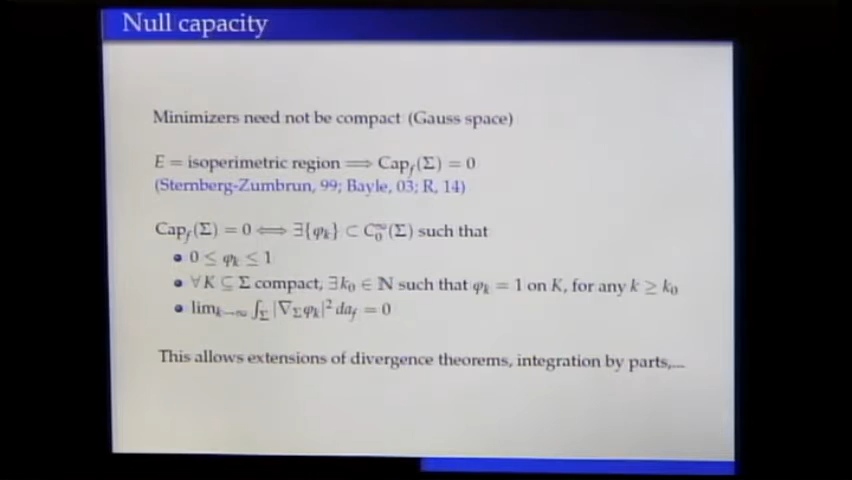 Null capacity
Minimizers need not be compact (Gauss space)
E = isoperimetric region ⟹ Cap_f(Σ) = 0
(Sternberg-Zumbrun, 99; Bayle, 03; R, 14)
Cap_f(Σ) = 0 ⟺ ∃{φ_k} ⊂ C_0^∞(Σ) such that
• 0 ≤ φ_k ≤ 1
• ∀K ⊆ Σ compact, ∃k_0 ∈ ℕ such that φ_k = 1 on K, for any k ≥ k_0
• lim_{k→∞} ∫_Σ |∇_Σ φ_k|² da_f = 0
This allows extensions of divergence theorems, integration by parts,...